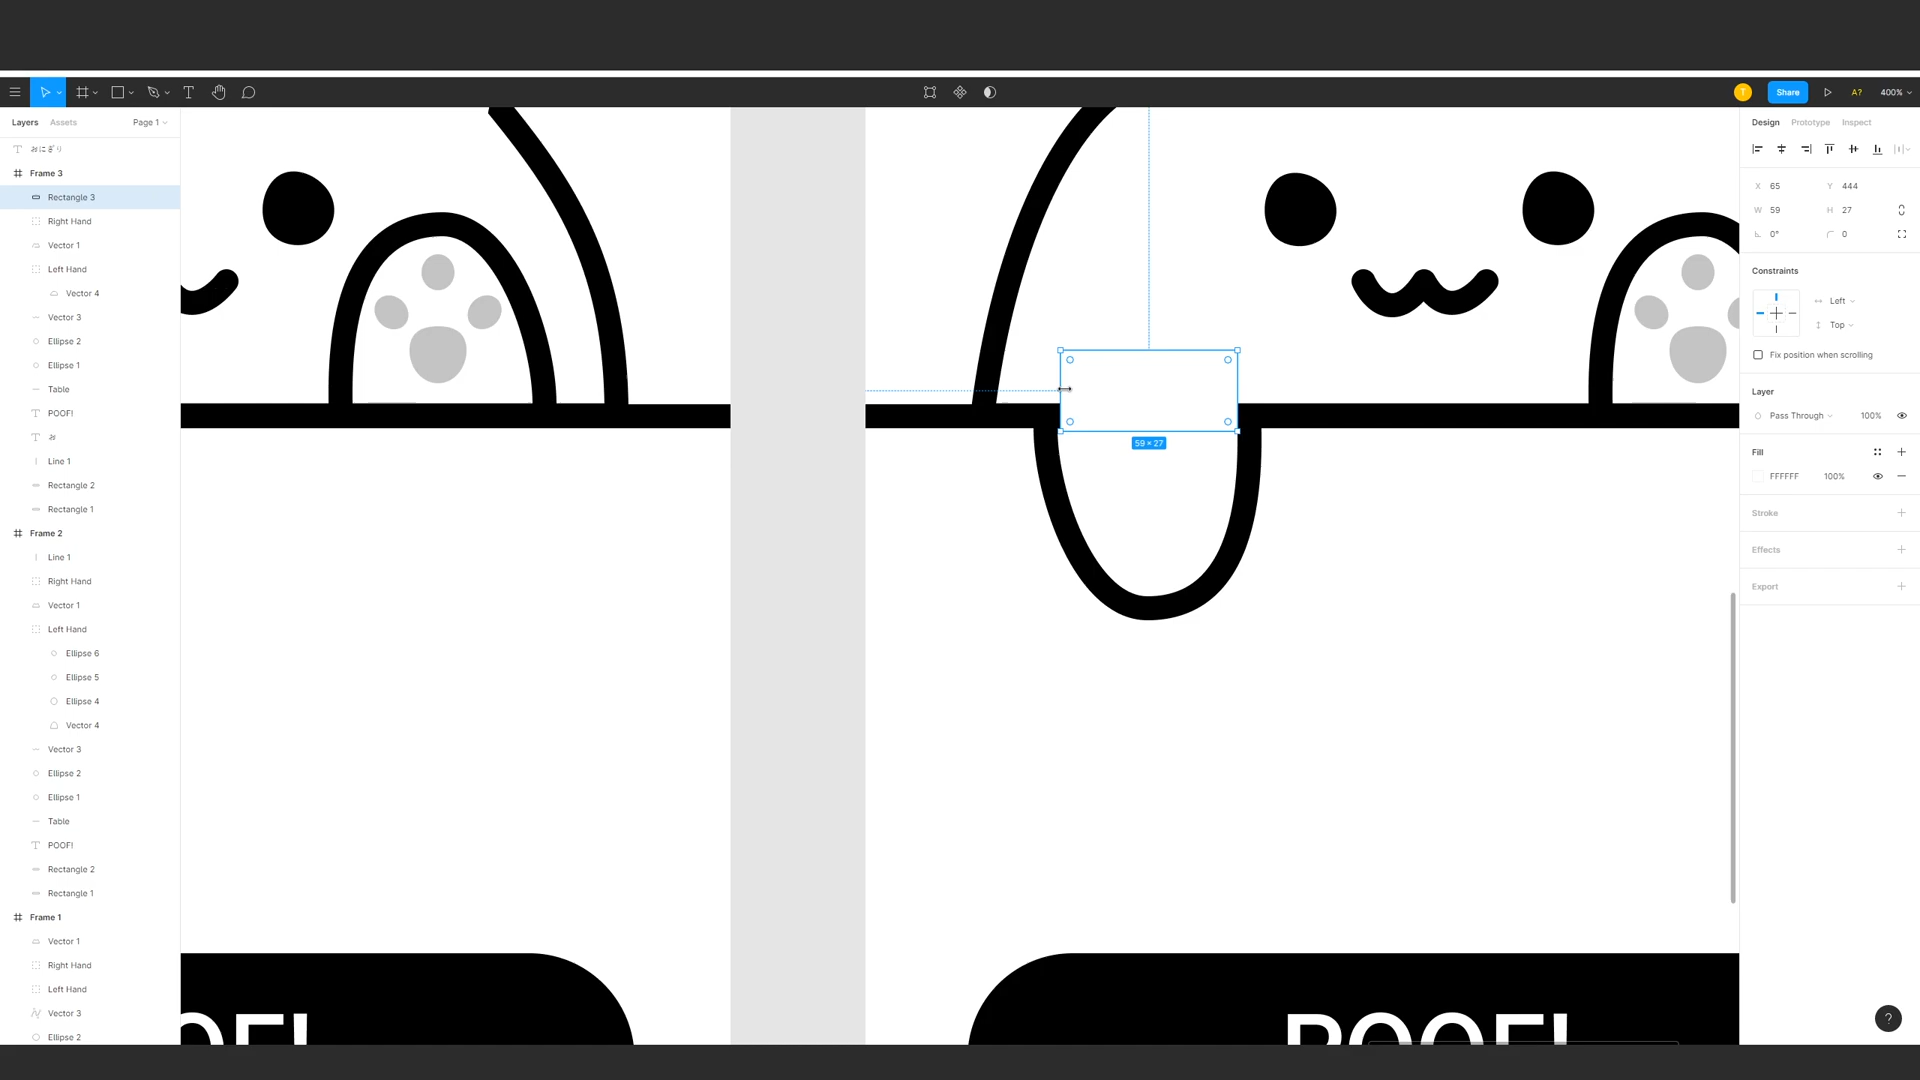 T
Share
A?
400%
Layers
Assets
Page 1
Design
Prototype
Inspect
おにぎり
Frame 3
Rectangle 3
Right Hand
Vector 1
Left Hand
Vector 4
Vector 3
Ellipse 2
Ellipse 1
Table
POOF!
お
Line 1
Rectangle 2
Rectangle 1
Frame 2
Line 1
Right Hand
Vector 1
Left Hand
Ellipse 6
Ellipse 5
Ellipse 4
Vector 4
Vector 3
Ellipse 2
Ellipse 1
Table
POOF!
Rectangle 2
Rectangle 1
Frame 1
Vector 1
Right Hand
Left Hand
Vector 3
Ellipse 2
59 × 27
OF!
POOF!
X 65 Y 444
W 59 H 27
0° 0
Constraints
Left
Top
Fix position when scrolling
Layer
Pass Through 100%
Fill
FFFFFF 100%
Stroke
Effects
Export
?